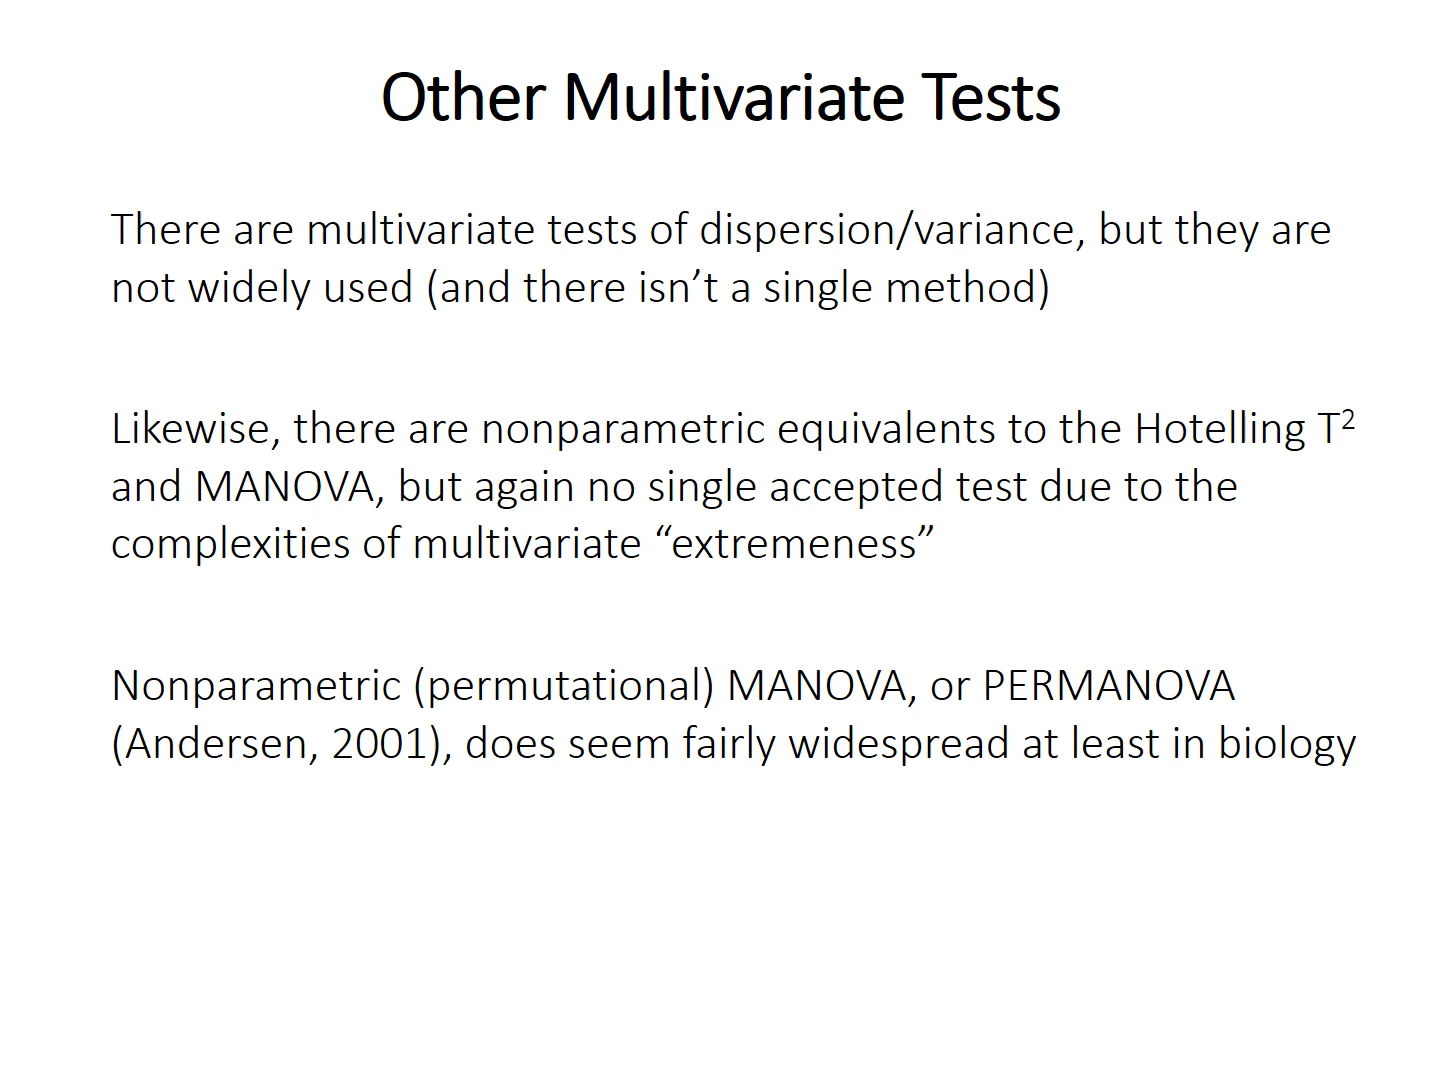 Other Multivariate Tests
There are multivariate tests of dispersion/variance, but they are
not widely used (and there isn’t a single method)
Likewise, there are nonparametric equivalents to the Hotelling T²
and MANOVA, but again no single accepted test due to the
complexities of multivariate “extremeness”
Nonparametric (permutational) MANOVA, or PERMANOVA
(Andersen, 2001), does seem fairly widespread at least in biology